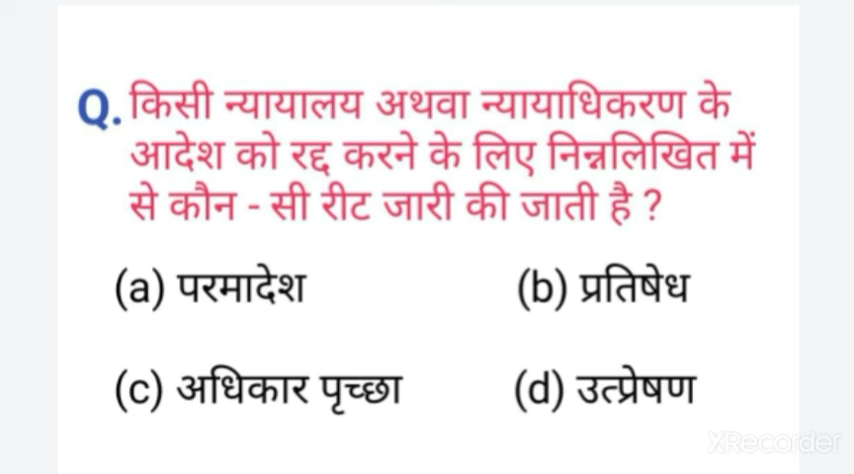 Q. किसी न्यायालय अथवा न्यायाधिकरण के
आदेश को रद्द करने के लिए निन्नलिखित में
से कौन - सी रीट जारी की जाती है ?
(a) परमादेश (b) प्रतिषेध
(c) अधिकार पृच्छा (d) उत्प्रेषण
XRecorder